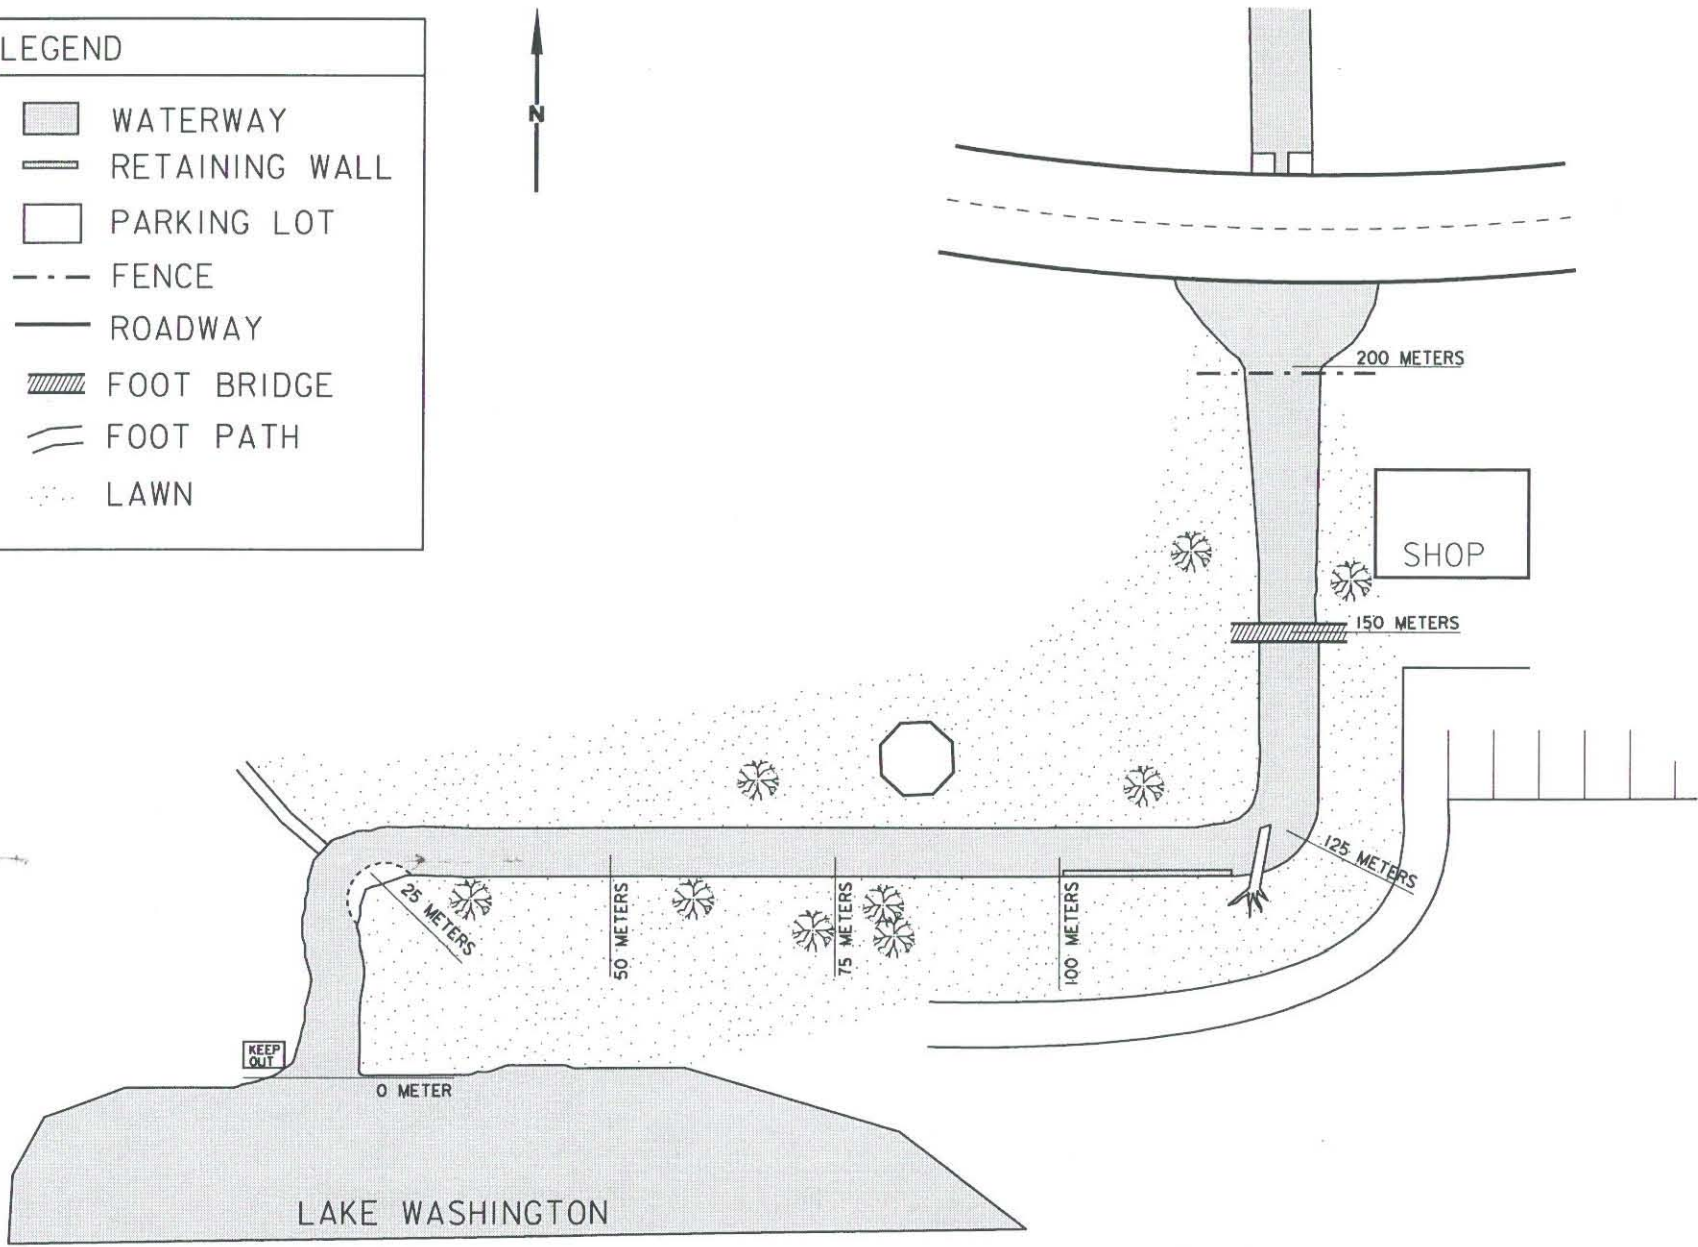 LEGEND
WATERWAY
RETAINING WALL
PARKING LOT
FENCE
ROADWAY
FOOT BRIDGE
FOOT PATH
LAWN
N
200 METERS
SHOP
150 METERS
125 METERS
25 METERS
50 METERS
75 METERS
100 METERS
KEEP
OUT
0 METER
LAKE WASHINGTON